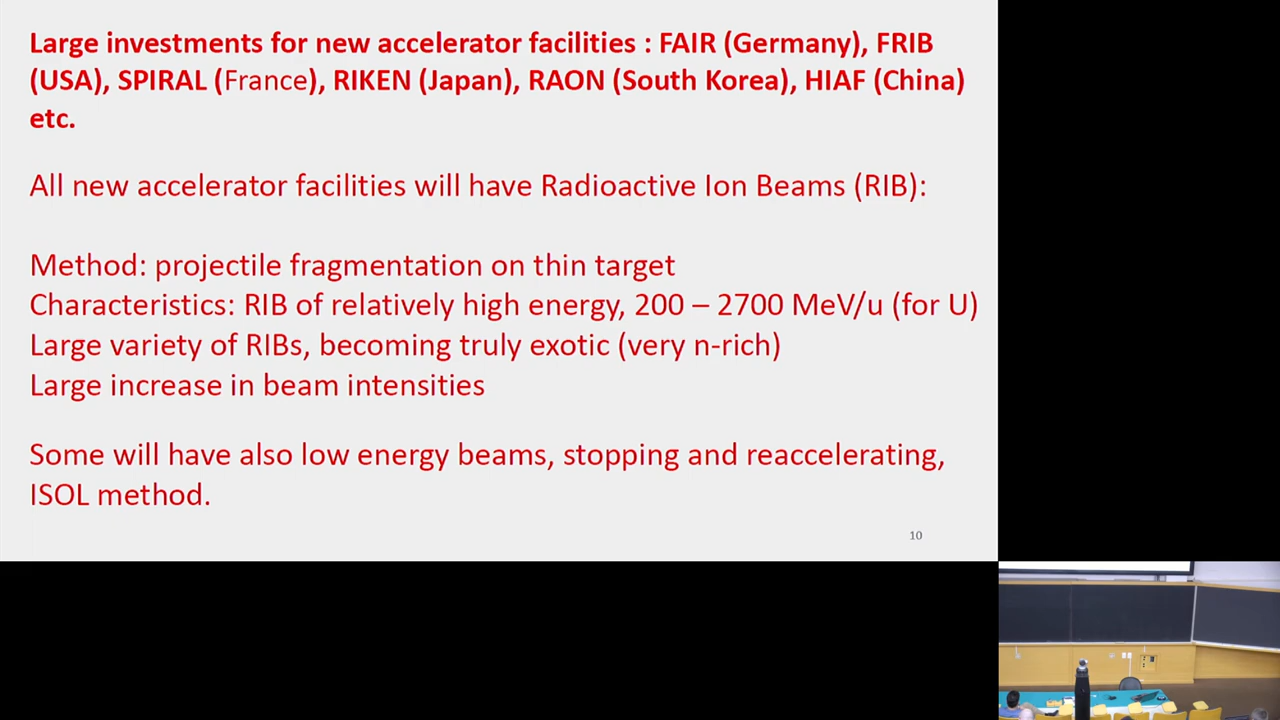 Large investments for new accelerator facilities : FAIR (Germany), FRIB
(USA), SPIRAL (France), RIKEN (Japan), RAON (South Korea), HIAF (China)
etc.
All new accelerator facilities will have Radioactive Ion Beams (RIB):
Method: projectile fragmentation on thin target
Characteristics: RIB of relatively high energy, 200 – 2700 MeV/u (for U)
Large variety of RIBs, becoming truly exotic (very n-rich)
Large increase in beam intensities
Some will have also low energy beams, stopping and reaccelerating,
ISOL method.
10